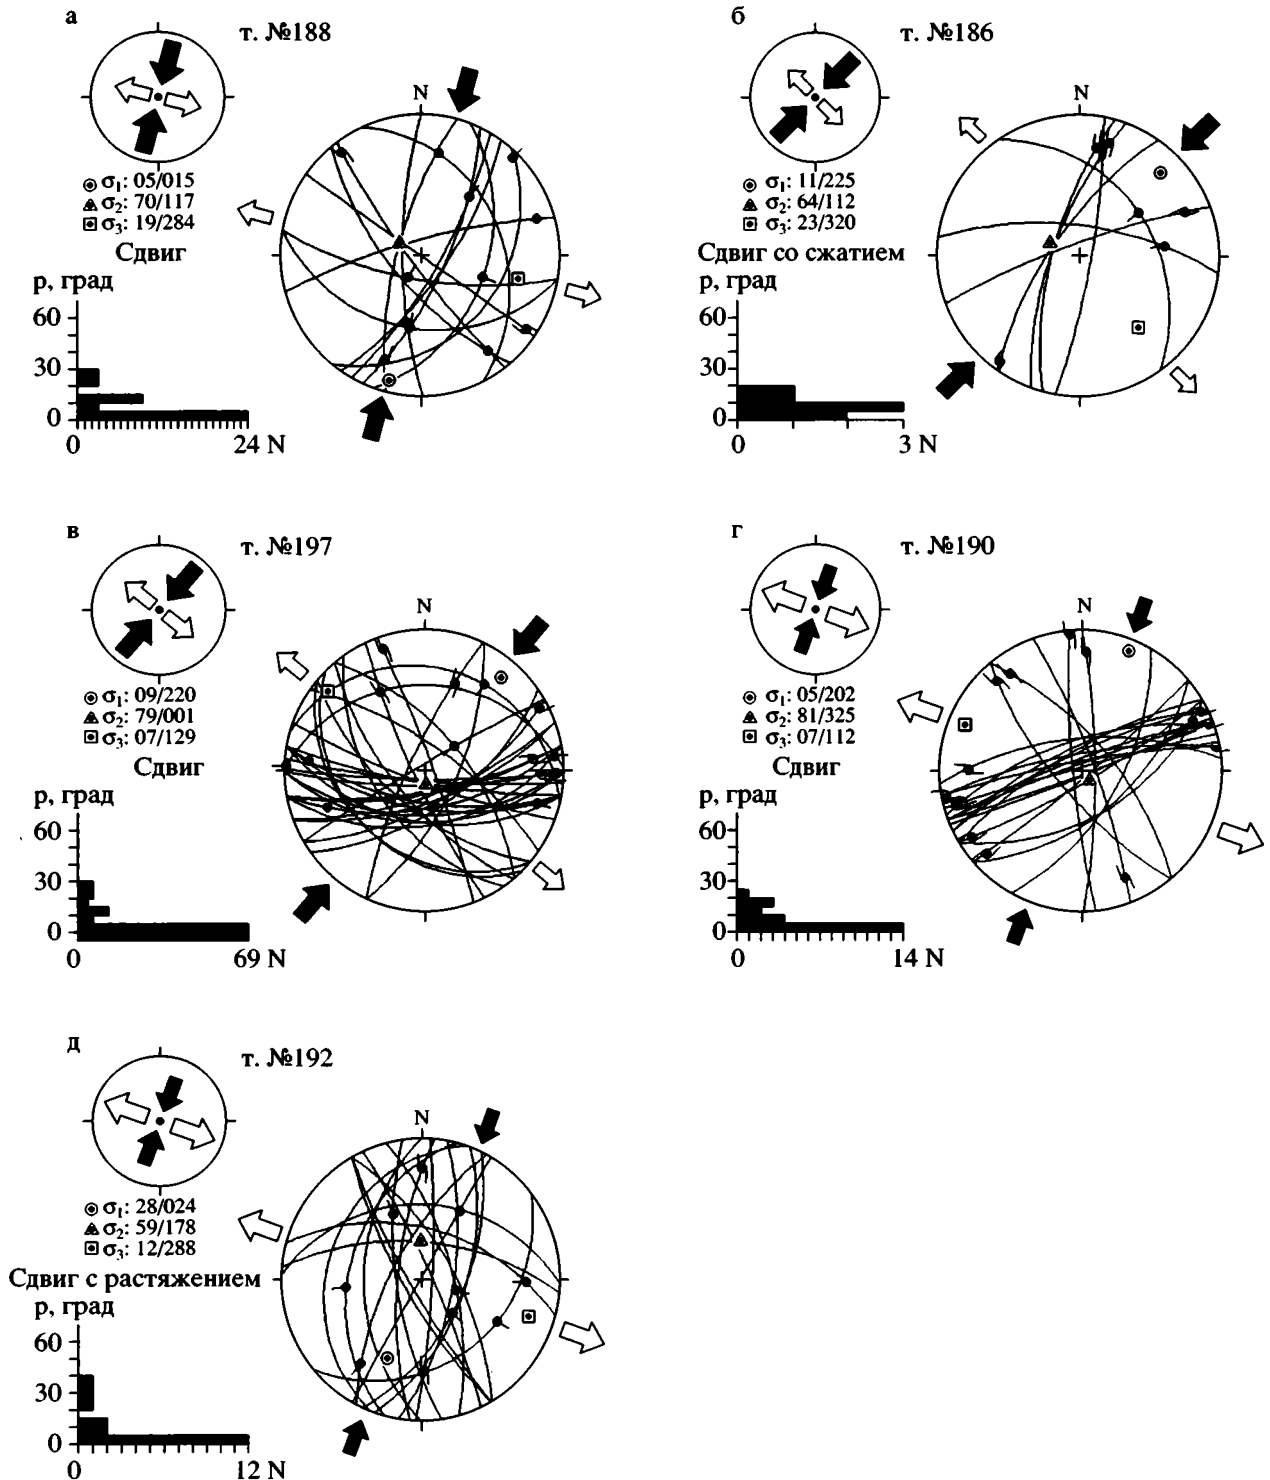 а
т. №188
N
σ1: 05/015
σ2: 70/117
σ3: 19/284
Сдвиг
р, град
60
30
0
0 24 N
б
т. №186
N
σ1: 11/225
σ2: 64/112
σ3: 23/320
Сдвиг со сжатием
р, град
60
30
0
0 3 N
в
т. №197
N
σ1: 09/220
σ2: 79/001
σ3: 07/129
Сдвиг
р, град
60
30
0
0 69 N
г
т. №190
N
σ1: 05/202
σ2: 81/325
σ3: 07/112
Сдвиг
р, град
60
30
0
0 14 N
д
т. №192
N
σ1: 28/024
σ2: 59/178
σ3: 12/288
Сдвиг с растяжением
р, град
60
30
0
0 12 N